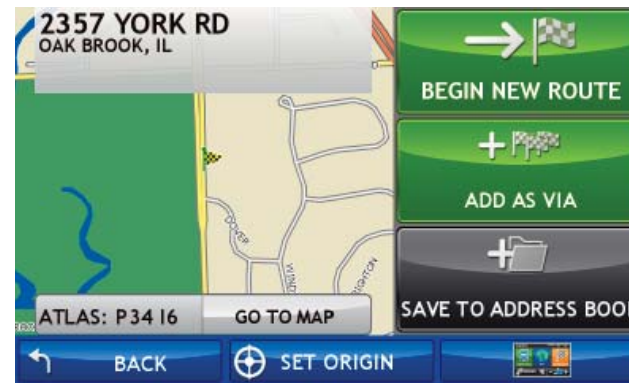 2357 YORK RD
OAK BROOK, IL
BEGIN NEW ROUTE
ADD AS VIA
DOVER
ATLAS: P34 I6
GO TO MAP
SAVE TO ADDRESS BOO
BACK
SET ORIGIN